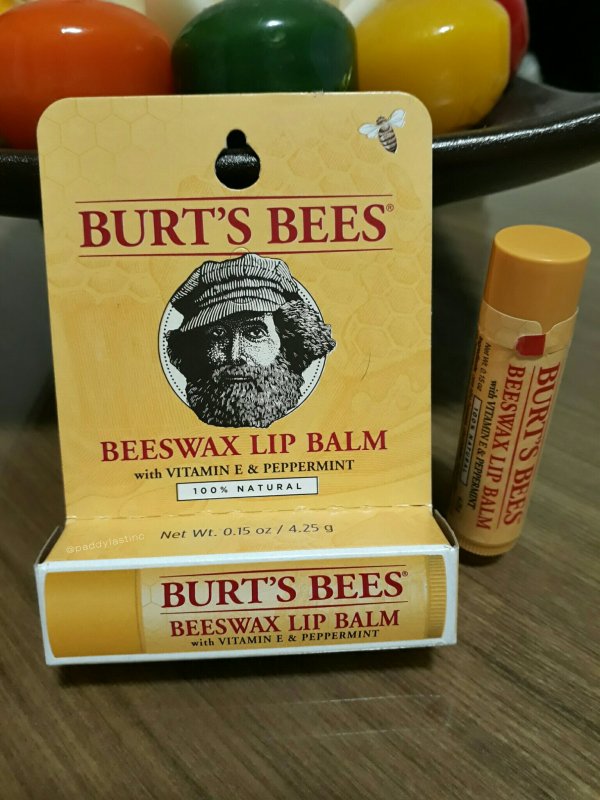 BURT'S BEES®
BEESWAX LIP BALM
with VITAMIN E & PEPPERMINT
100% NATURAL
@paddylastinc
Net Wt. 0.15 oz / 4.25 g
BURT'S BEES®
BEESWAX LIP BALM
with VITAMIN E & PEPPERMINT
BURT'S BEES
BEESWAX LIP BALM
with VITAMIN E & PEPPERMINT
100% NATURAL